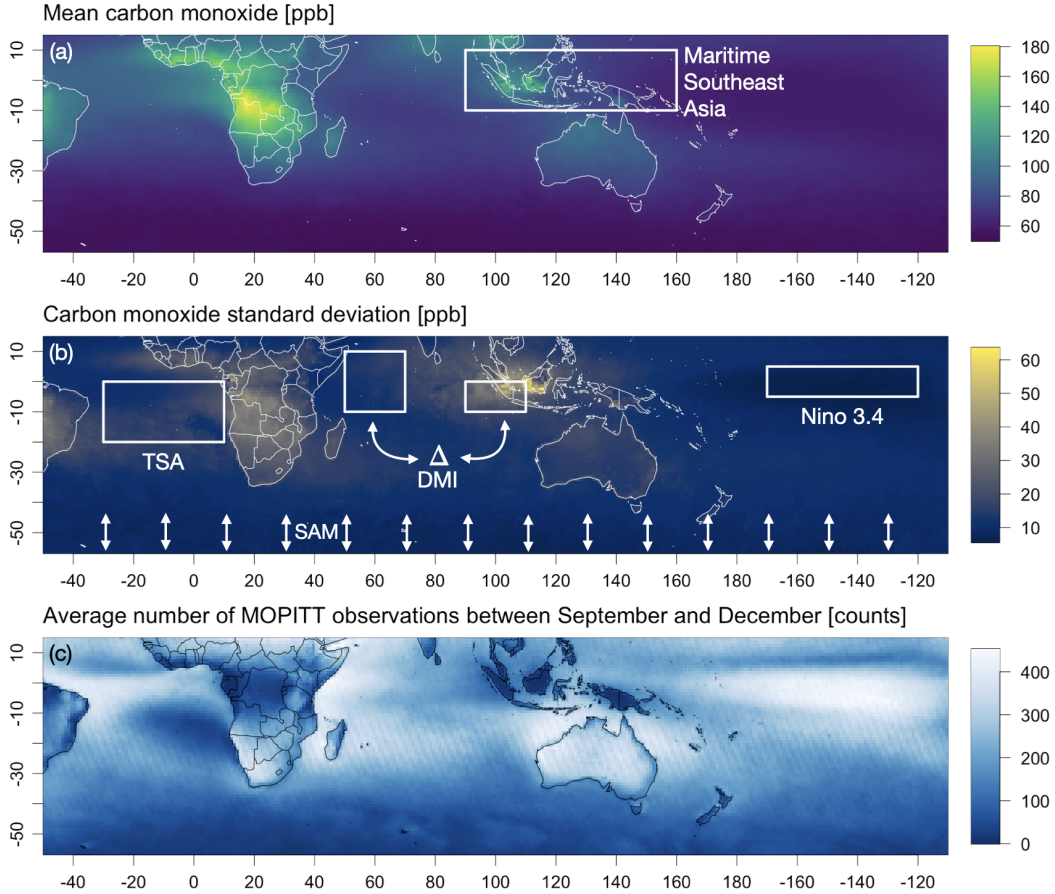 Mean carbon monoxide [ppb]
(a)
Maritime
Southeast
Asia
10
-10
-30
-50
-40 -20 0 20 40 60 80 100 120 140 160 180 -160 -140 -120
180
160
140
120
100
80
60
Carbon monoxide standard deviation [ppb]
(b)
TSA
Δ
DMI
Nino 3.4
SAM
10
-10
-30
-50
-40 -20 0 20 40 60 80 100 120 140 160 180 -160 -140 -120
60
50
40
30
20
10
Average number of MOPITT observations between September and December [counts]
(c)
10
-10
-30
-50
-40 -20 0 20 40 60 80 100 120 140 160 180 -160 -140 -120
400
300
200
100
0